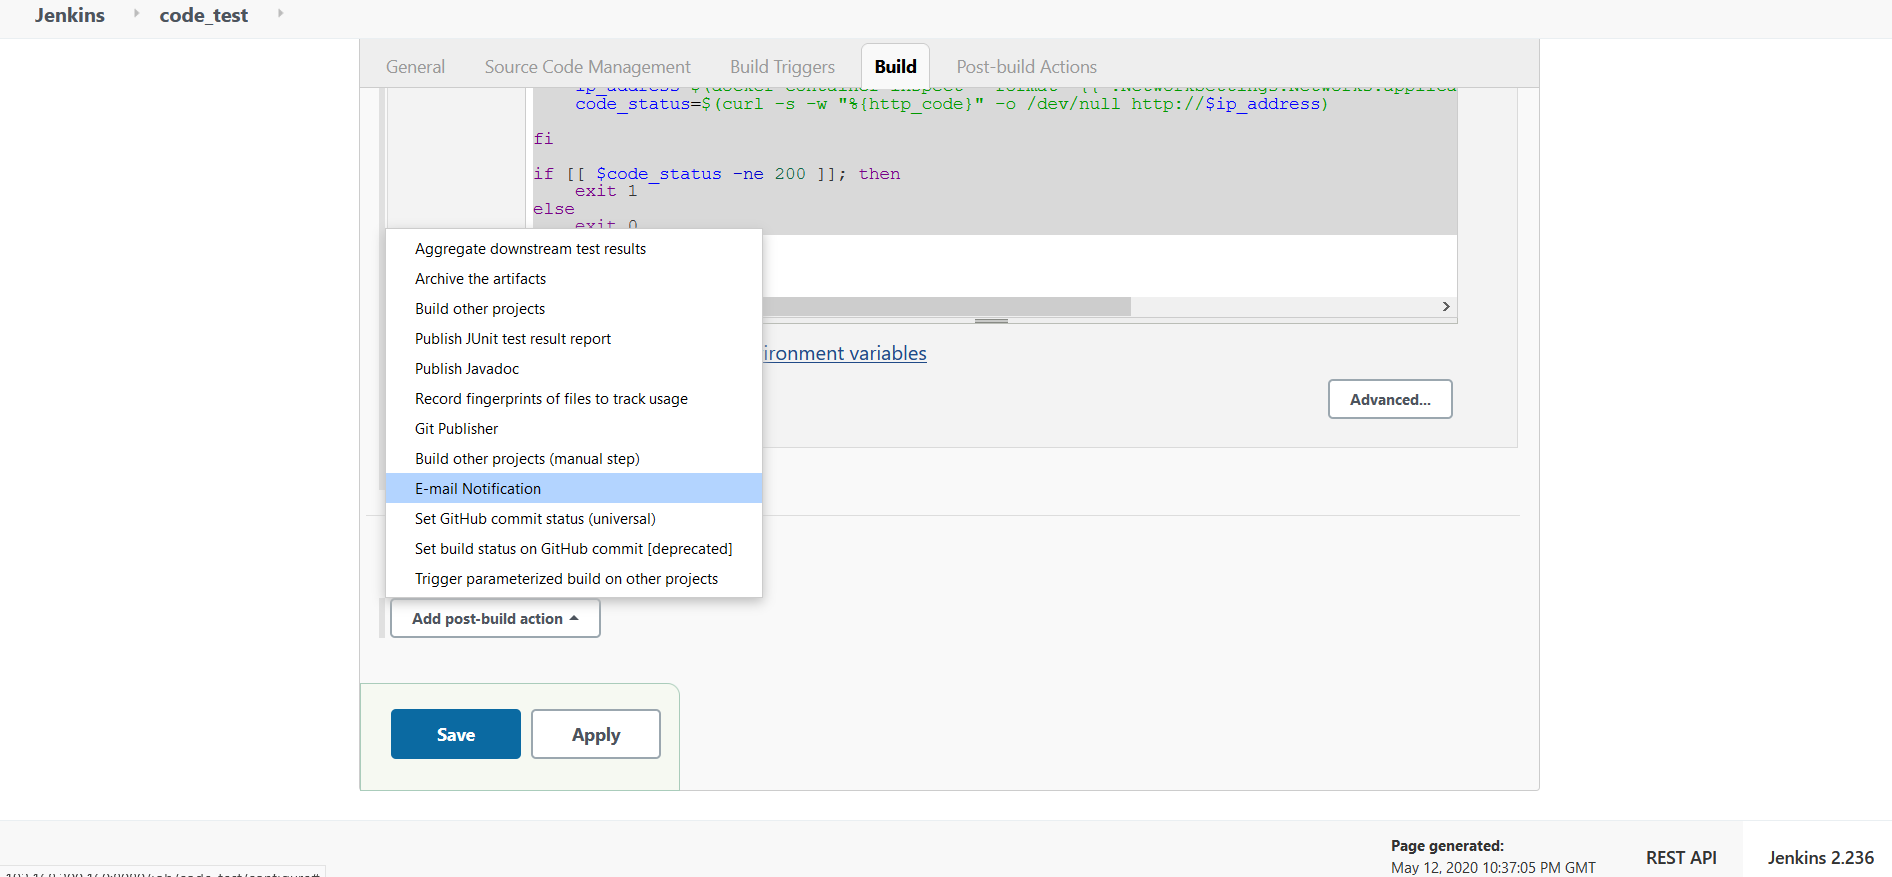 Jenkins code_test
General Source Code Management Build Triggers Build Post-build Actions
code_status=$(curl -s -w "%{http_code}" -o /dev/null http://$ip_address)
fi
if [[ $code_status -ne 200 ]]; then
exit 1
else
exit 0
Aggregate downstream test results
Archive the artifacts
Build other projects
Publish JUnit test result report
Publish Javadoc
Record fingerprints of files to track usage
Git Publisher
Build other projects (manual step)
E-mail Notification
Set GitHub commit status (universal)
Set build status on GitHub commit [deprecated]
Trigger parameterized build on other projects
ironment variables
Advanced...
Add post-build action
Save Apply
Page generated:
May 12, 2020 10:37:05 PM GMT
REST API
Jenkins 2.236